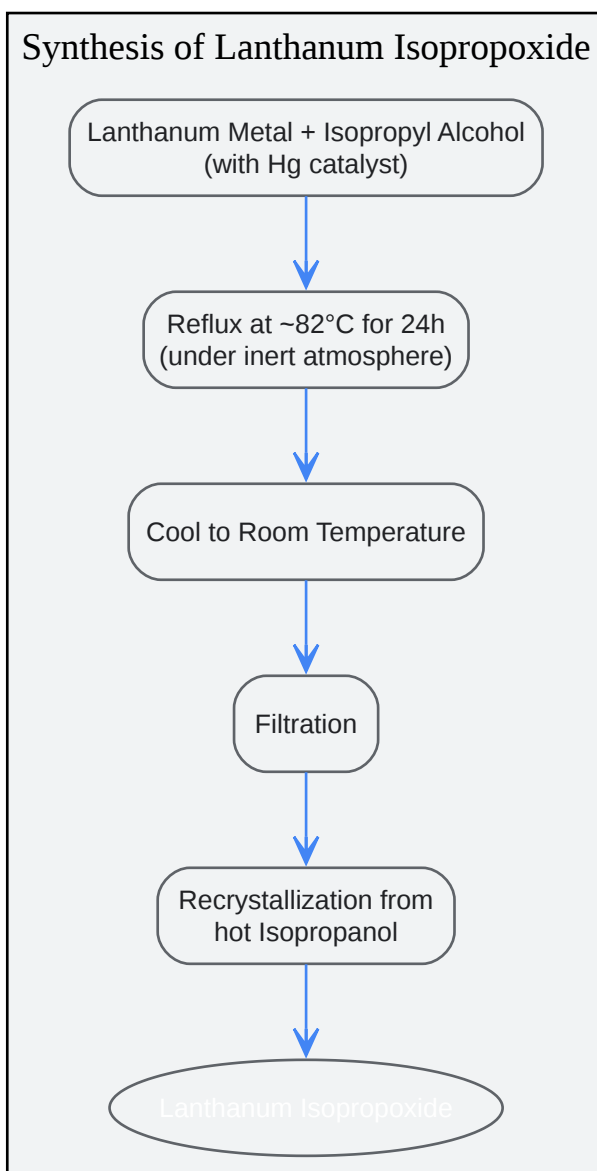 Synthesis of Lanthanum Isopropoxide
Lanthanum Metal + Isopropyl Alcohol
(with Hg catalyst)
Reflux at ~82°C for 24h
(under inert atmosphere)
Cool to Room Temperature
Filtration
Recrystallization from
hot Isopropanol
Lanthanum Isopropoxide